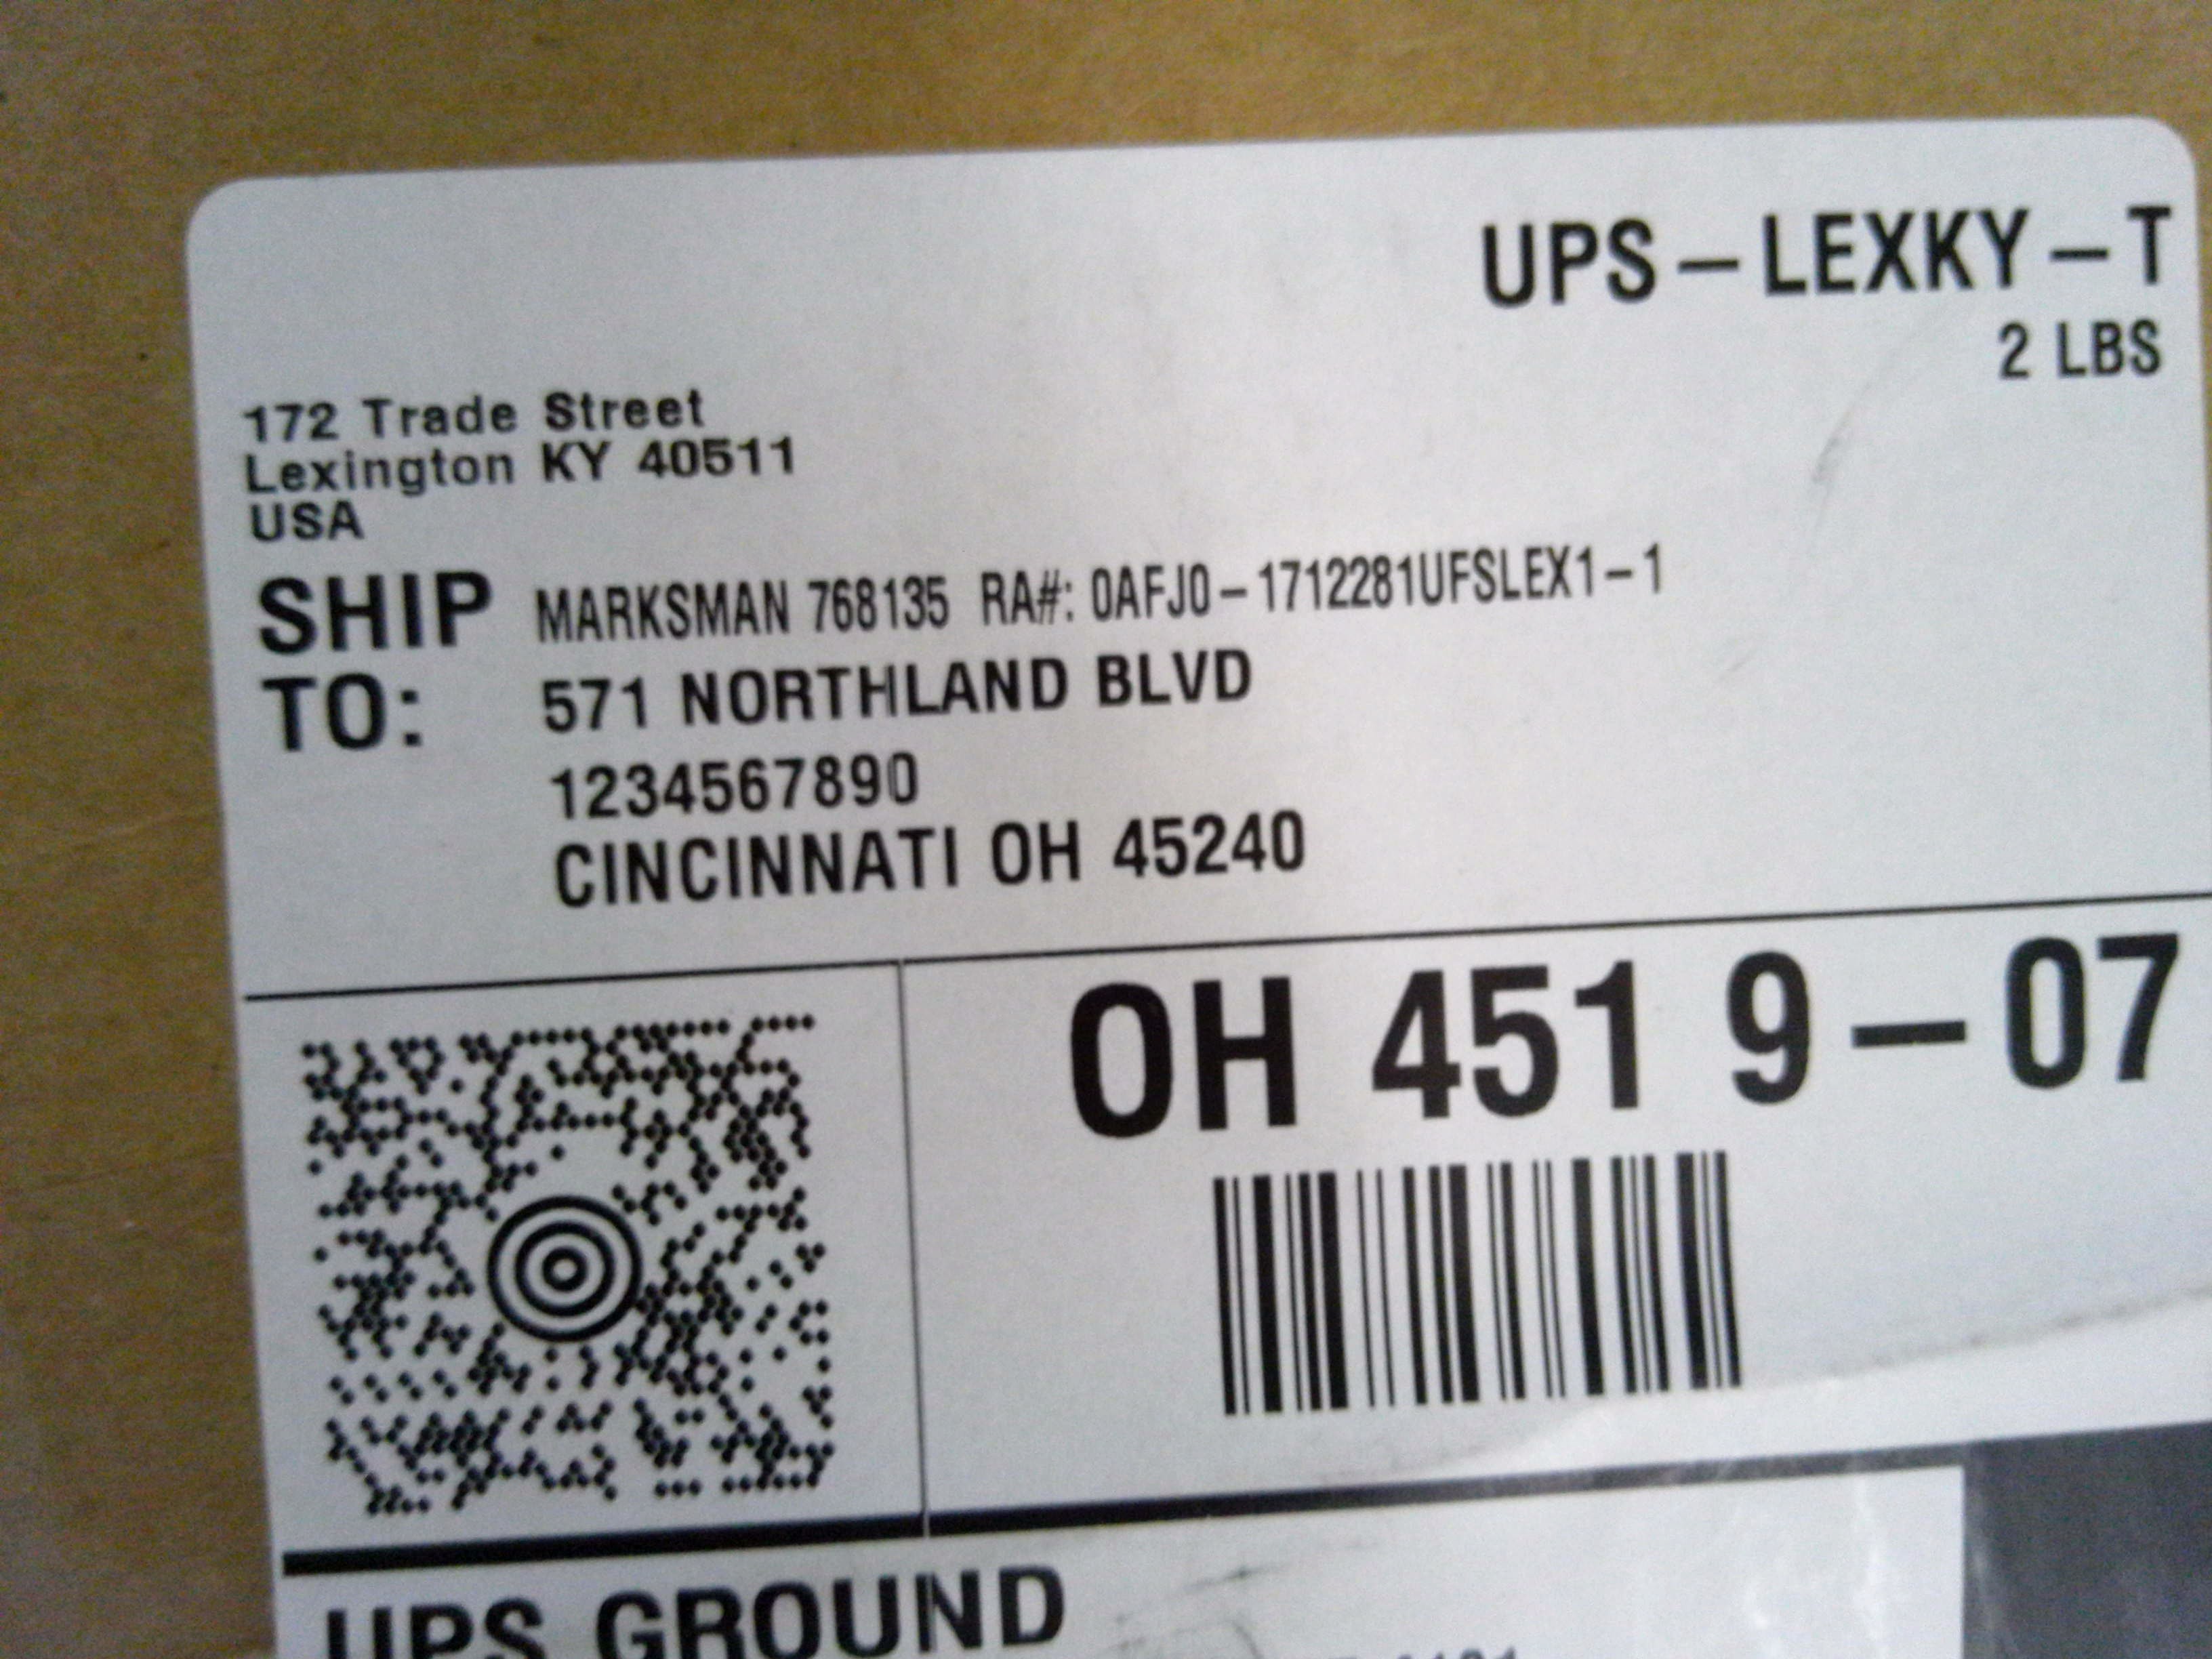 UPS – LEXKY – T
2 LBS
172 Trade Street
Lexington KY 40511
USA
SHIP TO:
MARKSMAN 768135 RA#: 0AFJ0–1712281UFSLEX1–1
571 NORTHLAND BLVD
1234567890
CINCINNATI OH 45240
OH 451 9–07
UPS GROUND